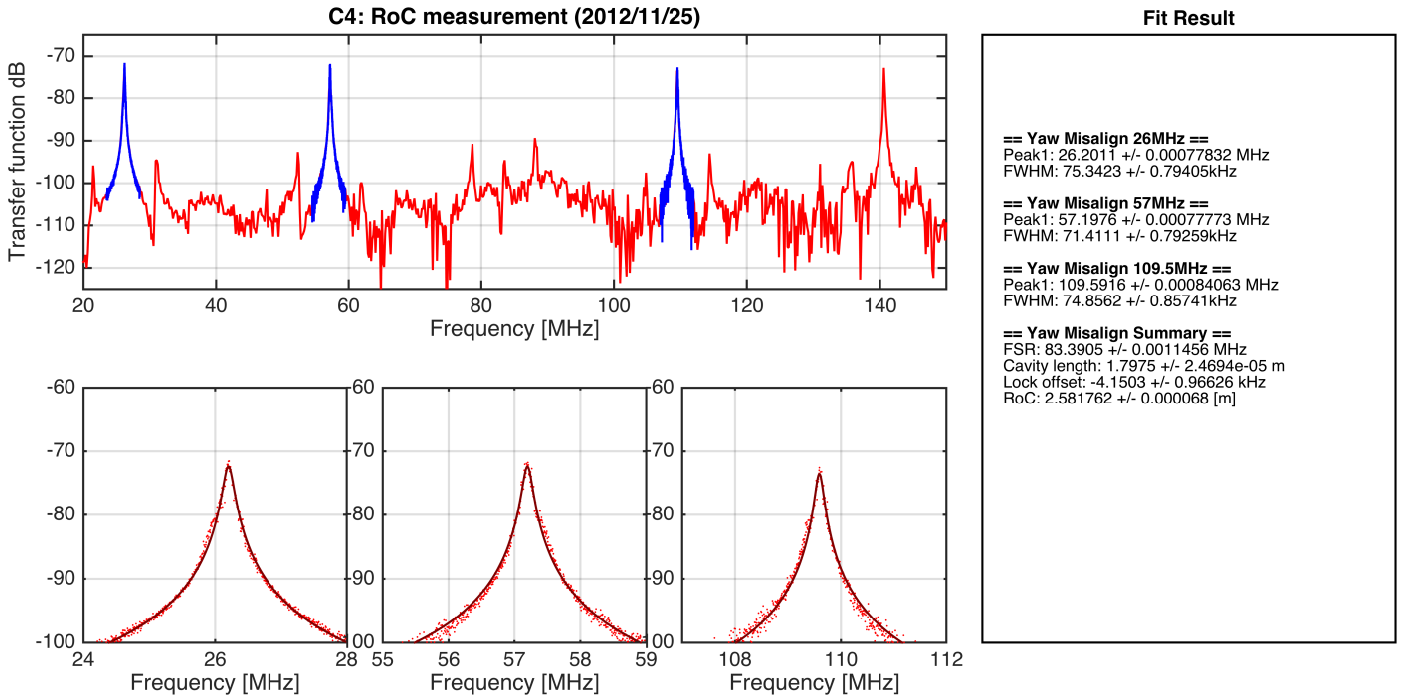 C4: RoC measurement (2012/11/25)
Transfer function dB
-70
-80
-90
-100
-110
-120
20
40
60
80
100
120
140
Frequency [MHz]
-60
-70
-80
-90
-100
24
26
28
Frequency [MHz]
-60
-70
-80
-90
00
55
56
57
58
59
Frequency [MHz]
-60
-70
-80
-90
00
108
110
112
Frequency [MHz]
Fit Result
== Yaw Misalign 26MHz ==
Peak1: 26.2011 +/- 0.00077832 MHz
FWHM: 75.3423 +/- 0.79405kHz
== Yaw Misalign 57MHz ==
Peak1: 57.1976 +/- 0.00077773 MHz
FWHM: 71.4111 +/- 0.79259kHz
== Yaw Misalign 109.5MHz ==
Peak1: 109.5916 +/- 0.00084063 MHz
FWHM: 74.8562 +/- 0.85741kHz
== Yaw Misalign Summary ==
FSR: 83.3905 +/- 0.0011456 MHz
Cavity length: 1.7975 +/- 2.4694e-05 m
Lock offset: -4.1503 +/- 0.96626 kHz
RoC: 2.581762 +/- 0.000068 [m]